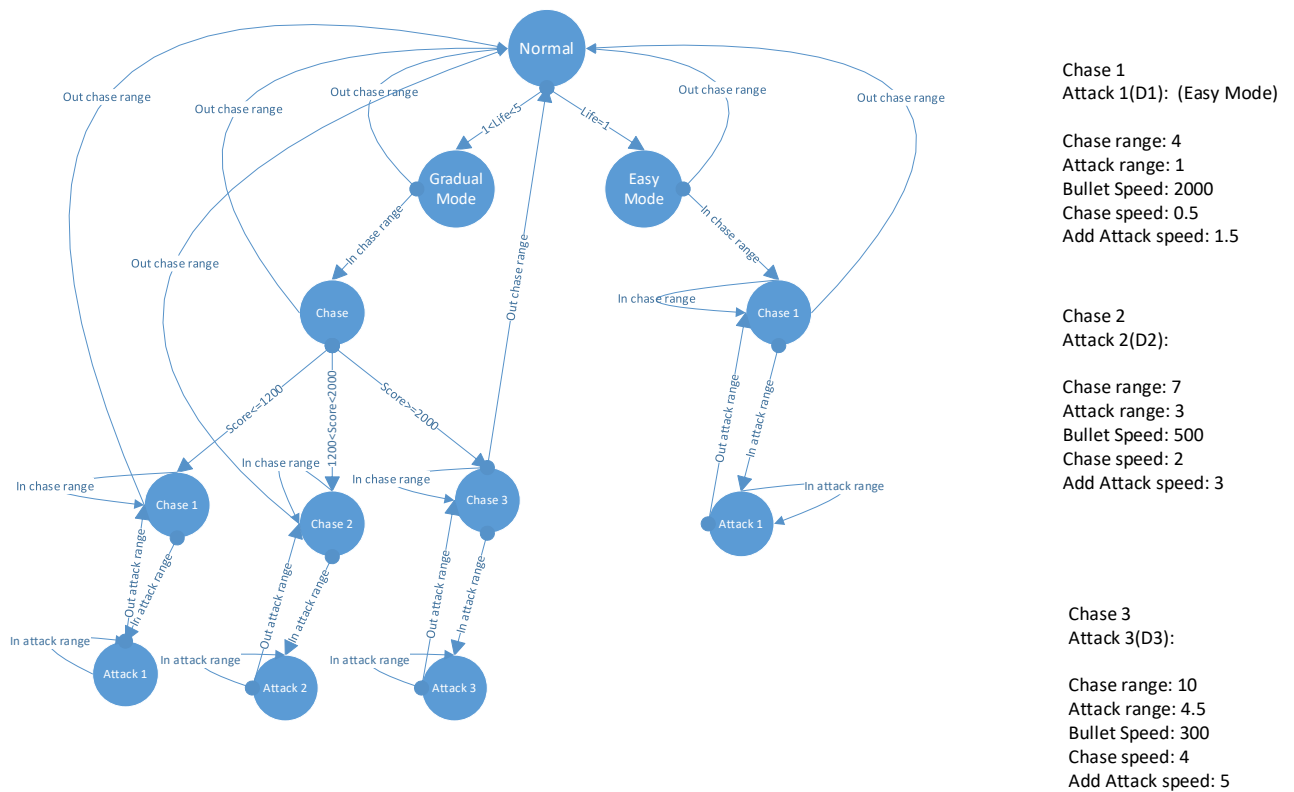 Normal
Out chase range
Out chase range
Out chase range
Out chase range
Out chase range
1<Life<5
Life=1
Gradual
Mode
Easy
Mode
In chase range
In chase range
Out chase range
Out chase range
Chase
In chase range
Chase 1
Score<=1200
1200<Score<2000
Score>=2000
Out attack range
In attack range
In chase range
Chase 1
In chase range
Chase 2
In chase range
Chase 3
In attack range
Attack 1
Out attack range
In attack range
Out attack range
In attack range
Out attack range
In attack range
In attack range
Attack 1
In attack range
Attack 2
In attack range
Attack 3
Chase 1
Attack 1(D1): (Easy Mode)
Chase range: 4
Attack range: 1
Bullet Speed: 2000
Chase speed: 0.5
Add Attack speed: 1.5
Chase 2
Attack 2(D2):
Chase range: 7
Attack range: 3
Bullet Speed: 500
Chase speed: 2
Add Attack speed: 3
Chase 3
Attack 3(D3):
Chase range: 10
Attack range: 4.5
Bullet Speed: 300
Chase speed: 4
Add Attack speed: 5